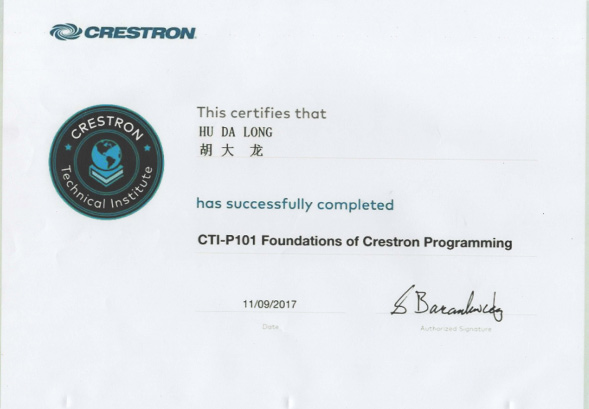 CRESTRON
CRESTRON
Technical Institute
This certifies that
HU DA LONG
胡 大 龙
has successfully completed
CTI-P101 Foundations of Crestron Programming
11/09/2017
Date
Authorized Signature